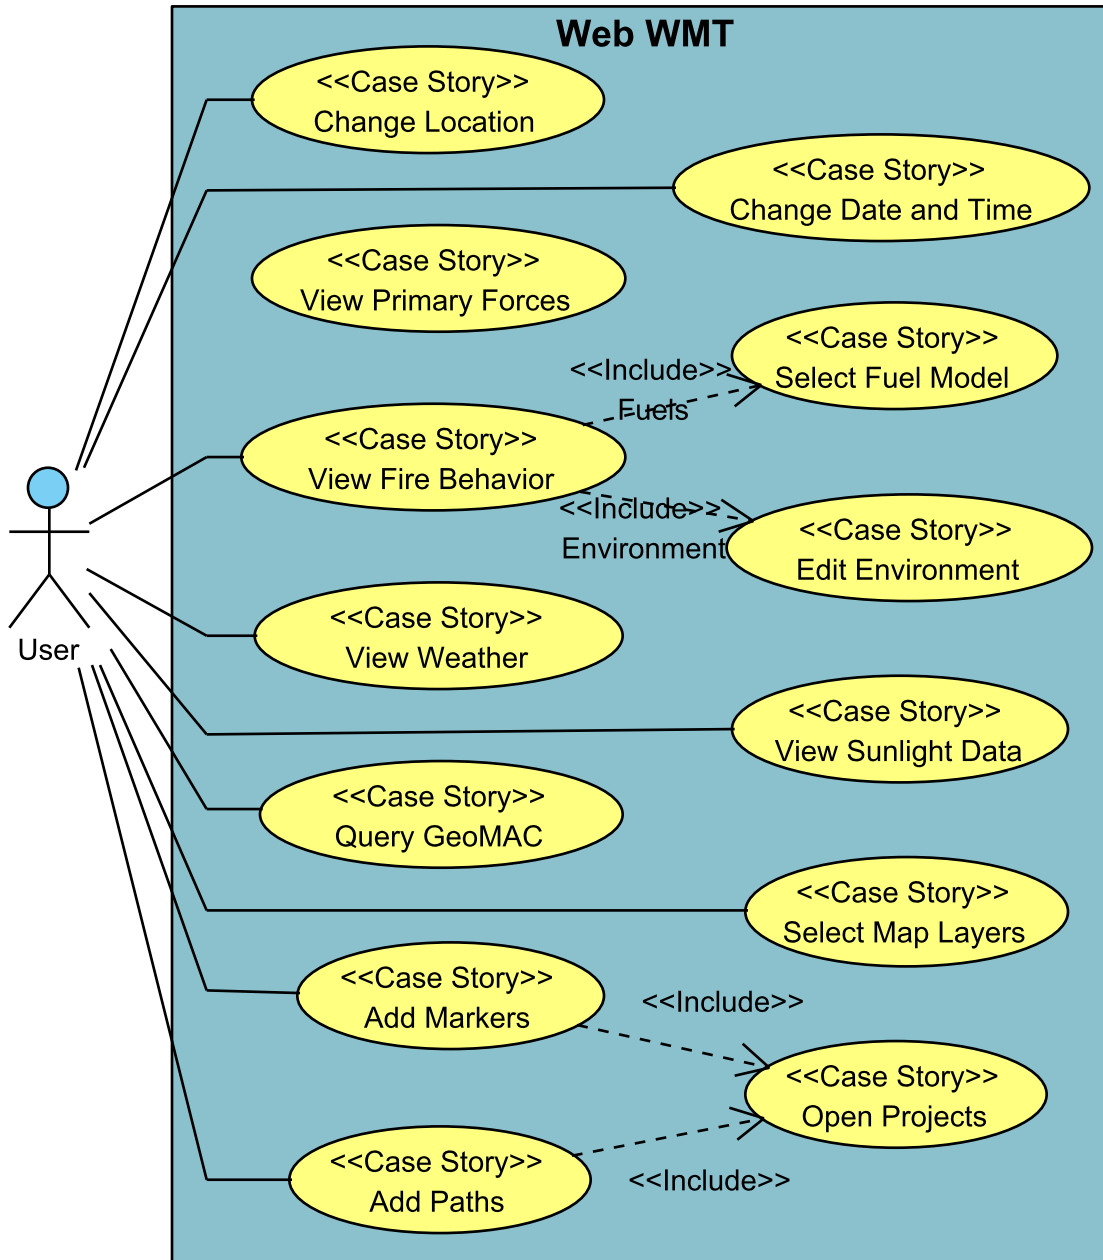 Web WMT
<<Case Story>>
Change Location
<<Case Story>>
Change Date and Time
<<Case Story>>
View Primary Forces
<<Case Story>>
Select Fuel Model
<<Include>>
Fuels
<<Case Story>>
View Fire Behavior
<<Include>>
Environment
<<Case Story>>
Edit Environment
<<Case Story>>
View Weather
User
<<Case Story>>
View Sunlight Data
<<Case Story>>
Query GeoMAC
<<Case Story>>
Select Map Layers
<<Case Story>>
Add Markers
<<Include>>
<<Case Story>>
Open Projects
<<Case Story>>
Add Paths
<<Include>>